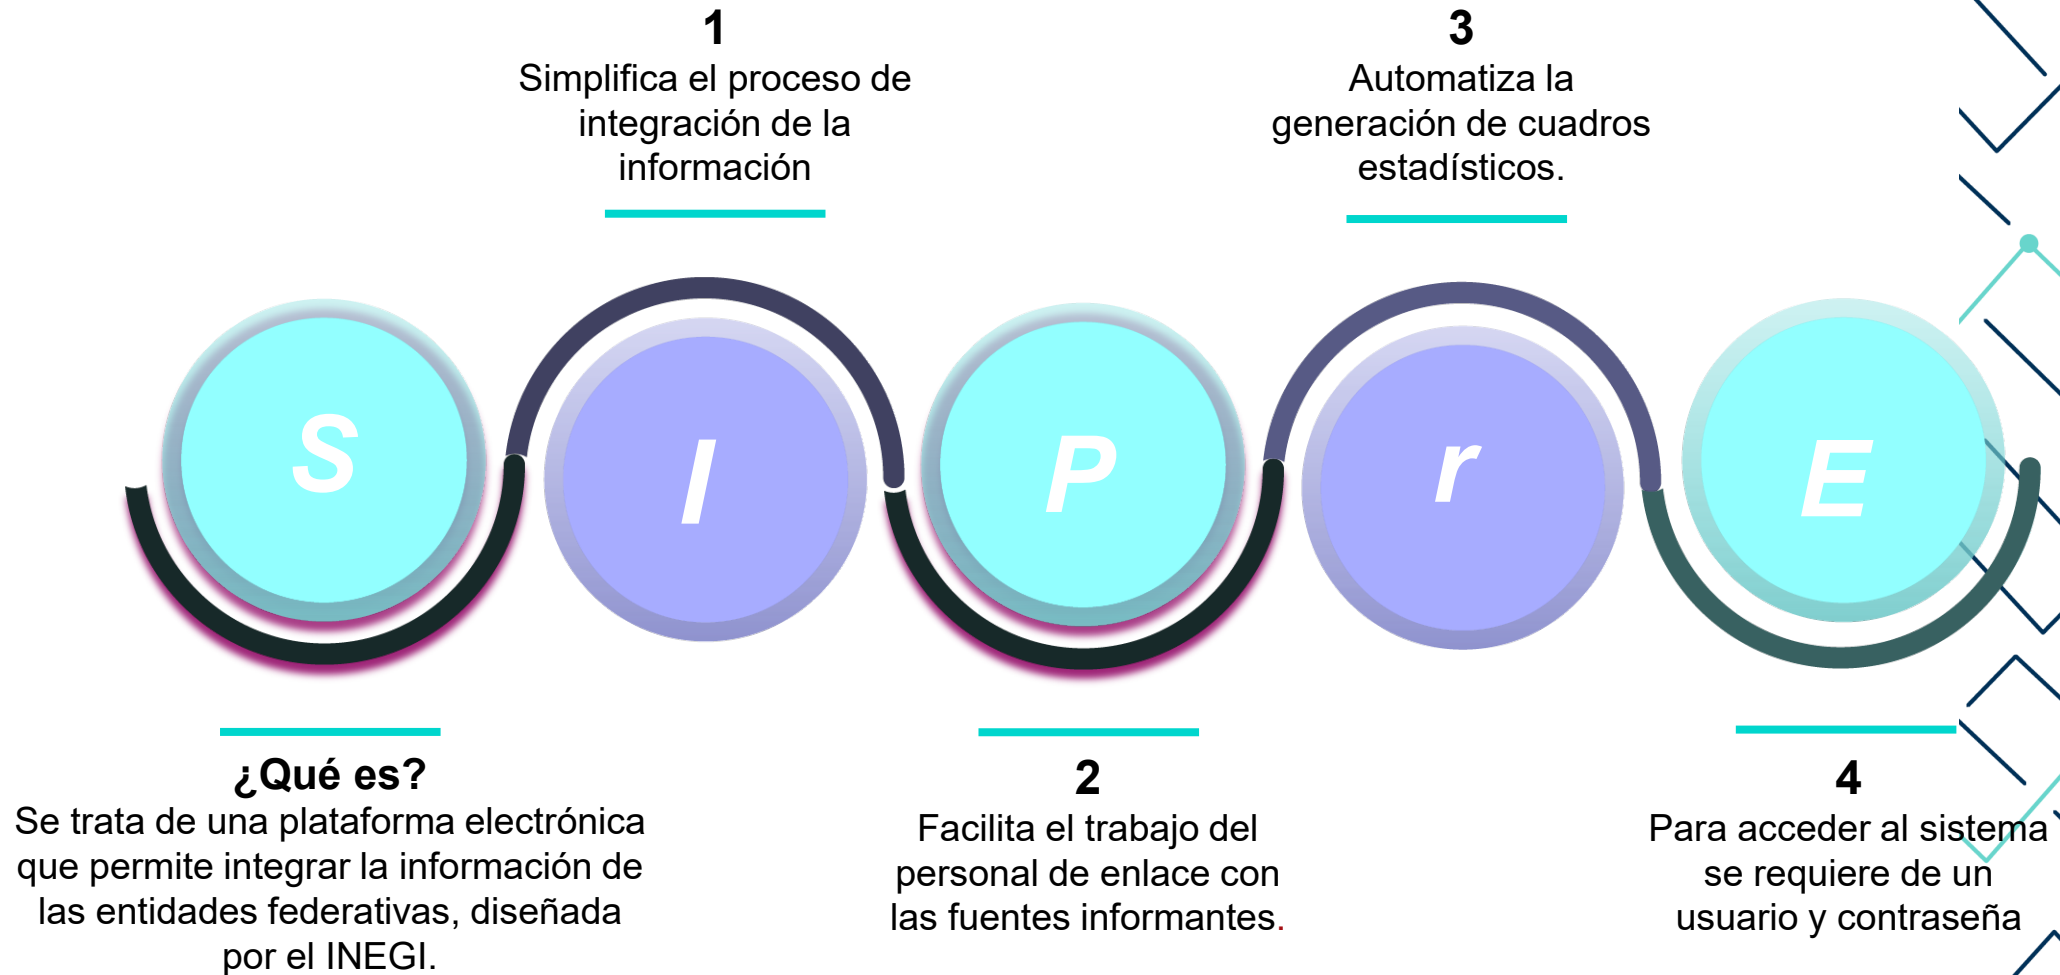 1
Simplifica el proceso de
integración de la
información
3
Automatiza la
generación de cuadros
estadísticos.
S
I
P
r
E
¿Qué es?
Se trata de una plataforma electrónica
que permite integrar la información de
las entidades federativas, diseñada
por el INEGI.
2
Facilita el trabajo del
personal de enlace con
las fuentes informantes.
4
Para acceder al sistema
se requiere de un
usuario y contraseña